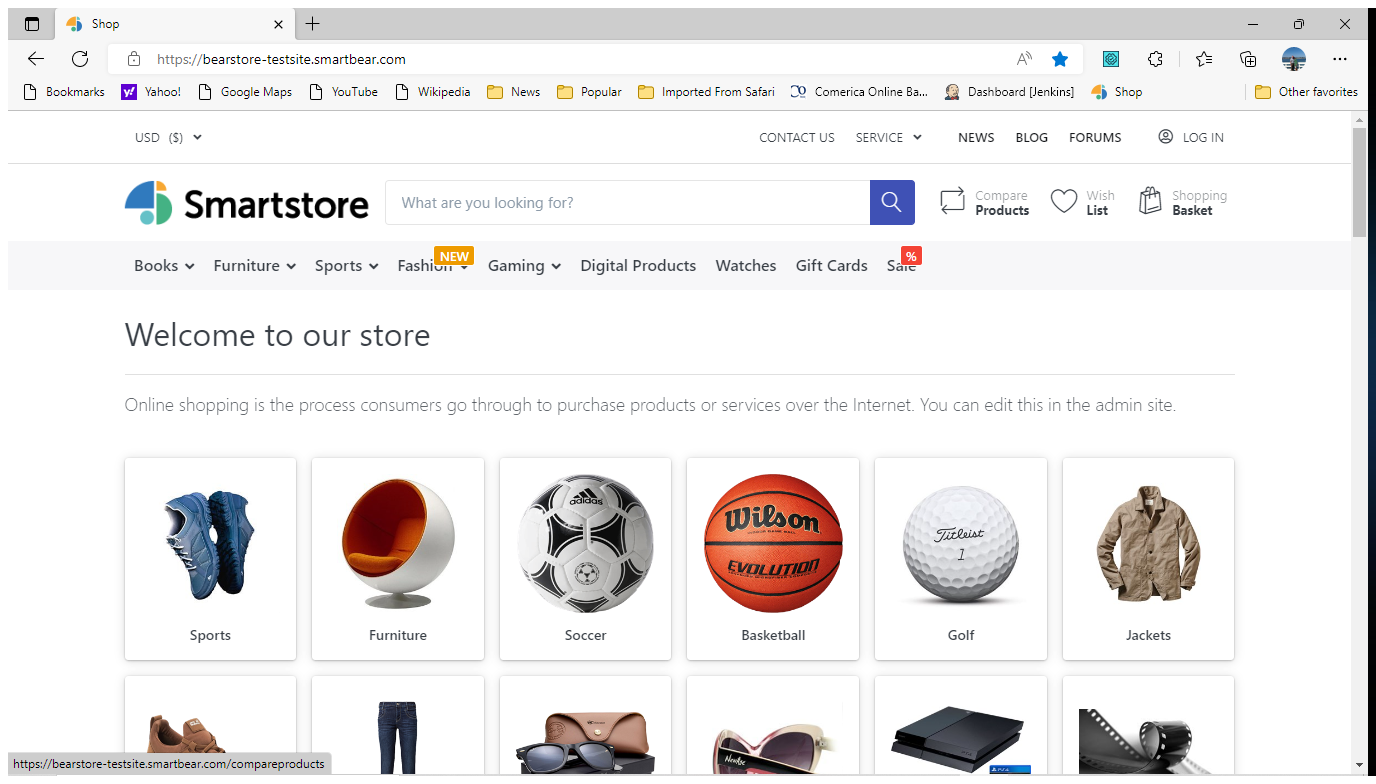 Shop
https://bearstore-testsite.smartbear.com
Bookmarks Yahoo! Google Maps YouTube Wikipedia News Popular Imported From Safari Comerica Online Ba... Dashboard [Jenkins] Shop Other favorites
USD ($) CONTACT US SERVICE NEWS BLOG FORUMS LOG IN
Smartstore
What are you looking for?
Compare
Products
Wish
List
Shopping
Basket
NEW %
Books Furniture Sports Fashion Gaming Digital Products Watches Gift Cards Sale
Welcome to our store
Online shopping is the process consumers go through to purchase products or services over the Internet. You can edit this in the admin site.
adidas
Wilson
EVOLUTION
Titleist
1
Sports Furniture Soccer Basketball Golf Jackets
PS4
https://bearstore-testsite.smartbear.com/compareproducts